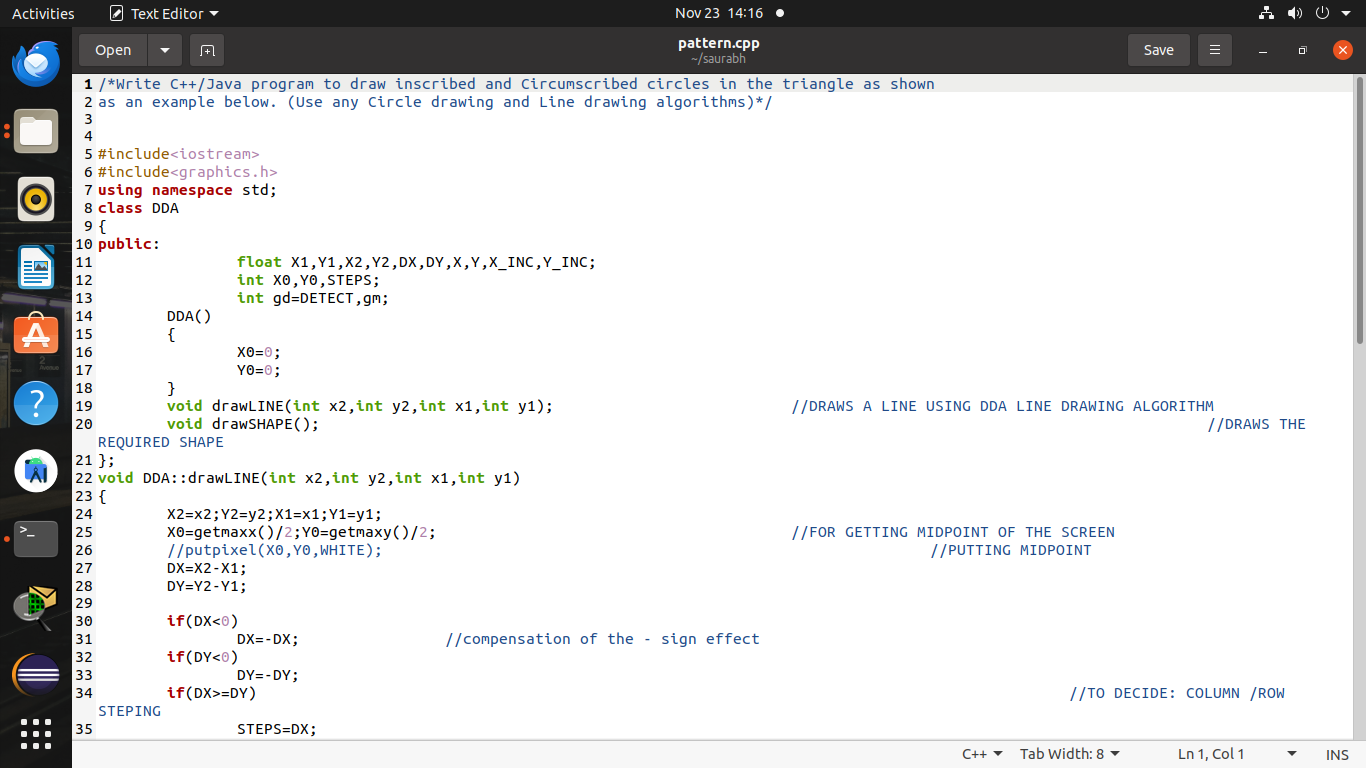 Activities Text Editor Nov 23 14:16
Open pattern.cpp Save
~/saurabh
1 /*Write C++/Java program to draw inscribed and Circumscribed circles in the triangle as shown
2 as an example below. (Use any Circle drawing and Line drawing algorithms)*/
3
4
5 #include<iostream>
6 #include<graphics.h>
7 using namespace std;
8 class DDA
9 {
10 public:
11 float X1,Y1,X2,Y2,DX,DY,X,Y,X_INC,Y_INC;
12 int X0,Y0,STEPS;
13 int gd=DETECT,gm;
14 DDA()
15 {
16 X0=0;
17 Y0=0;
18 }
19 void drawLINE(int x2,int y2,int x1,int y1); //DRAWS A LINE USING DDA LINE DRAWING ALGORITHM
20 void drawSHAPE(); //DRAWS THE
REQUIRED SHAPE
21 };
22 void DDA::drawLINE(int x2,int y2,int x1,int y1)
23 {
24 X2=x2;Y2=y2;X1=x1;Y1=y1;
25 X0=getmaxx()/2;Y0=getmaxy()/2; //FOR GETTING MIDPOINT OF THE SCREEN
26 //putpixel(X0,Y0,WHITE); //PUTTING MIDPOINT
27 DX=X2-X1;
28 DY=Y2-Y1;
29
30 if(DX<0)
31 DX=-DX; //compensation of the - sign effect
32 if(DY<0)
33 DY=-DY;
34 if(DX>=DY) //TO DECIDE: COLUMN /ROW
STEPING
35 STEPS=DX;
C++ Tab Width: 8 Ln 1, Col 1 INS